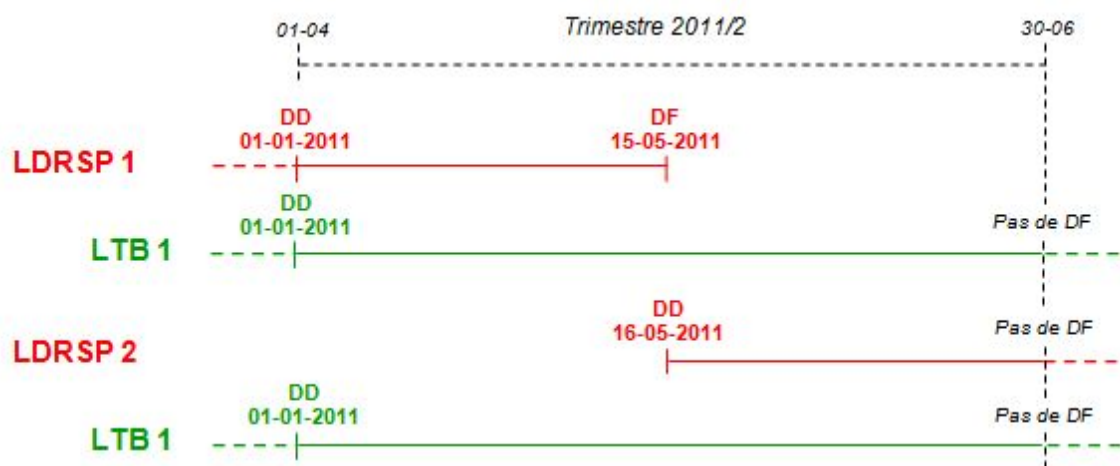 01-04 Trimestre 2011/2 30-06
DD DF
01-01-2011 15-05-2011
LDRSP 1
DD
01-01-2011 Pas de DF
LTB 1
DD
16-05-2011 Pas de DF
LDRSP 2
DD
01-01-2011 Pas de DF
LTB 1